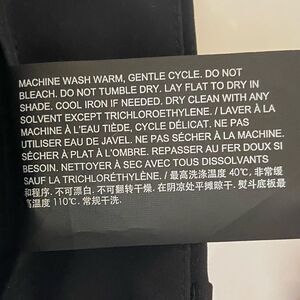 MACHINE WASH WARM, GENTLE CYCLE. DO NOT
BLEACH. DO NOT TUMBLE DRY. LAY FLAT TO DRY IN
SHADE. COOL IRON IF NEEDED. DRY CLEAN WITH ANY
SOLVENT EXCEPT TRICHLOROETHYLENE. / LAVER À LA
MACHINE À L'EAU TIÈDE, CYCLE DÉLICAT. NE PAS
UTILISER EAU DE JAVEL. NE PAS SÉCHER À LA MACHINE.
SÉCHER À PLAT À L'OMBRE. REPASSER AU FER DOUX SI
BESOIN. NETTOYER À SEC AVEC TOUS DISSOLVANTS
SAUF LA TRICHLORÉTHYLÈNE. / 最高洗涤温度 40℃, 非常缓
和程序. 不可漂白. 不可翻转干燥. 在阴凉处平摊晾干. 熨斗底板最
高温度 110℃. 常规干洗.